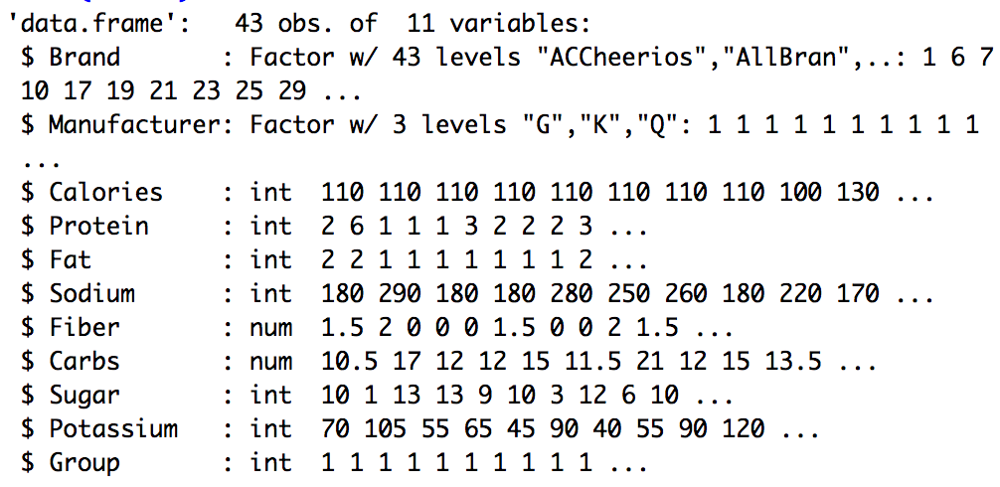 'data.frame':   43 obs. of  11 variables:
 $ Brand       : Factor w/ 43 levels "ACCheerios","AllBran",..: 1 6 7
 10 17 19 21 23 25 29 ...
 $ Manufacturer: Factor w/ 3 levels "G","K","Q": 1 1 1 1 1 1 1 1 1 1
 ...
 $ Calories    : int  110 110 110 110 110 110 110 110 100 130 ...
 $ Protein     : int  2 6 1 1 1 3 2 2 2 3 ...
 $ Fat         : int  2 2 1 1 1 1 1 1 1 2 ...
 $ Sodium      : int  180 290 180 180 280 250 260 180 220 170 ...
 $ Fiber       : num  1.5 2 0 0 0 1.5 0 0 2 1.5 ...
 $ Carbs       : num  10.5 17 12 12 15 11.5 21 12 15 13.5 ...
 $ Sugar       : int  10 1 13 13 9 10 3 12 6 10 ...
 $ Potassium   : int  70 105 55 65 45 90 40 55 90 120 ...
 $ Group       : int  1 1 1 1 1 1 1 1 1 1 ...